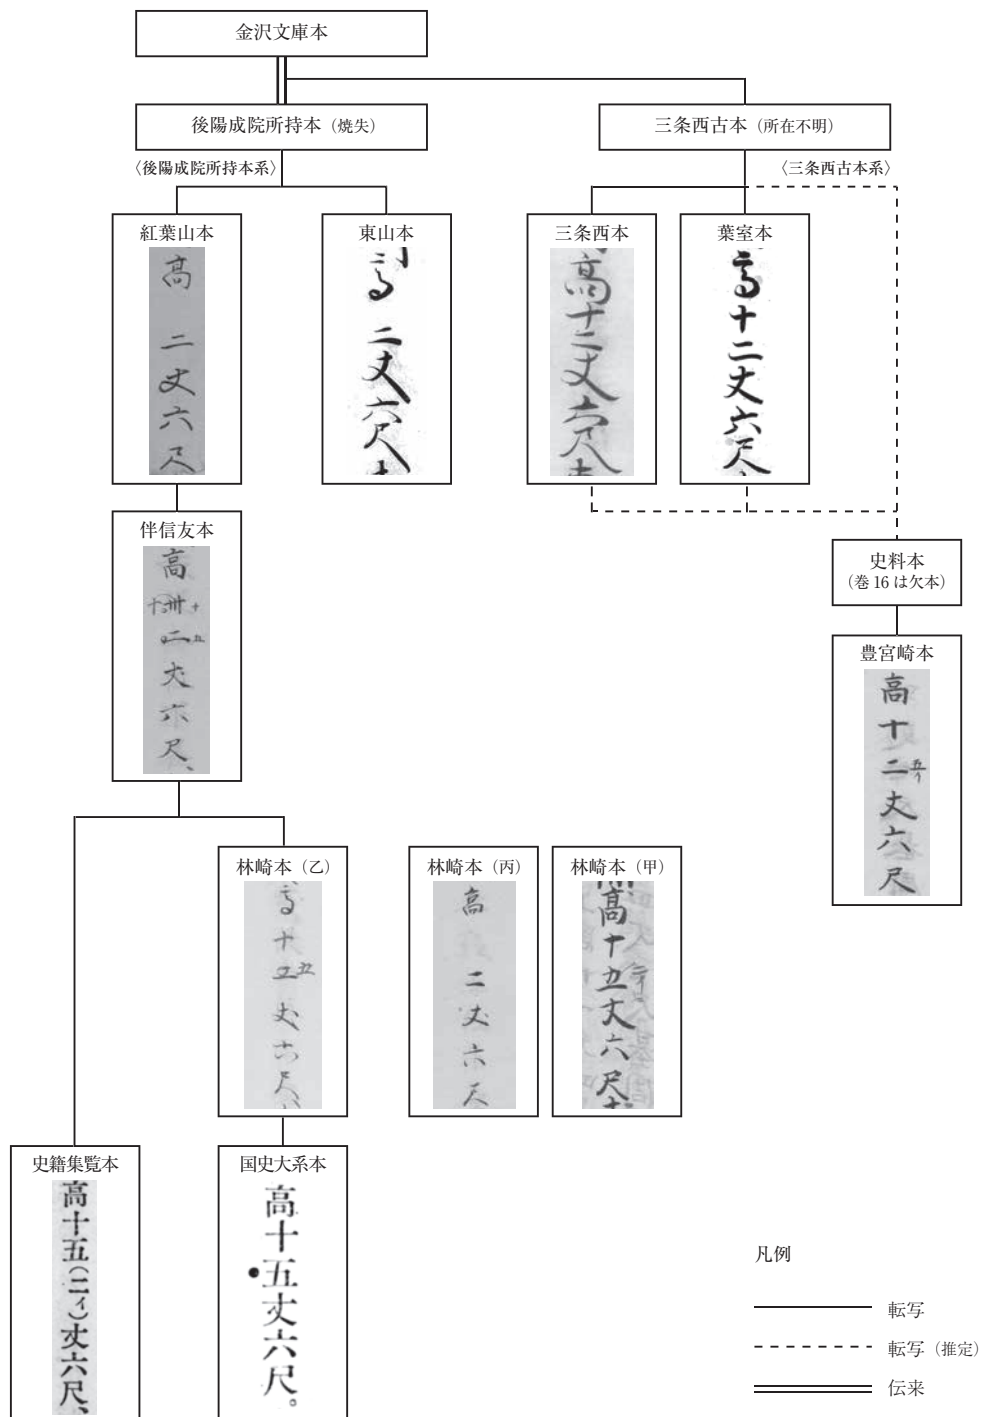 金沢文庫本
後陽成院所持本（焼失）
三条西古本（所在不明）
〈後陽成院所持本系〉
〈三条西古本系〉
紅葉山本
高
二
丈
六
尺
東山本
高
二
丈
六
尺
十
三条西本
高
十
二
丈
六
尺
葉室本
高
十
二
丈
六
尺
伴信友本
高
十
二
五
丈
六
尺
史料本
（巻 16 は欠本）
豊宮崎本
高
十
二
五イ
丈
六
尺
林崎本（乙）
高
十
五
五
丈
六
尺
林崎本（丙）
高
二
丈
六
尺
林崎本（甲）
高
十
五
丈
六
尺
史籍集覧本
高十五（二イ）丈六尺、
国史大系本
高十五丈六尺。
凡例
転写
転写（推定）
伝来